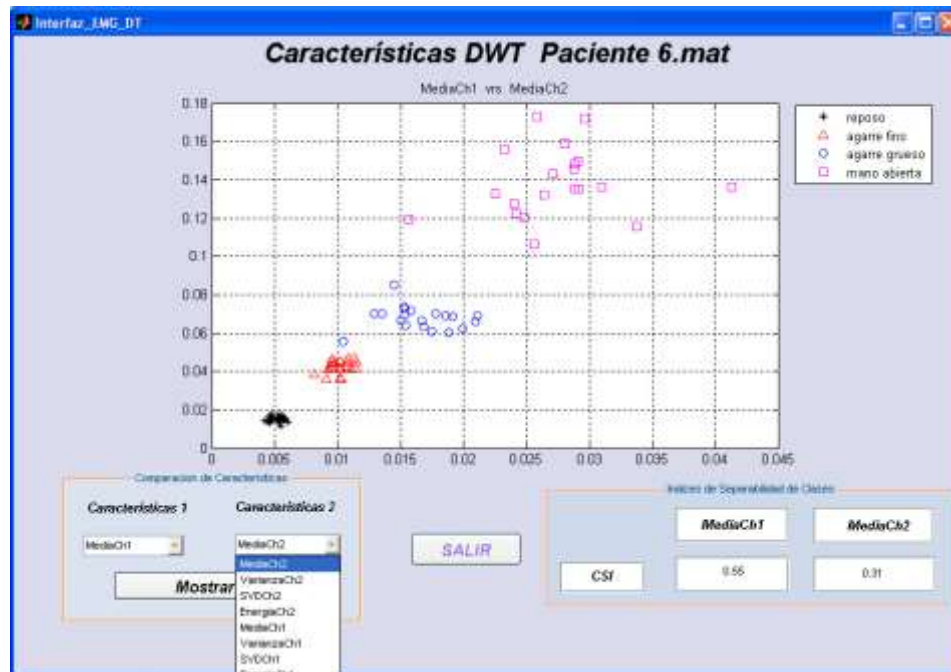 Interfaz_EMG_DT
Características DWT Paciente 6.mat
MediaCh1 vrs MediaCh2
0.18
0.16
0.14
0.12
0.1
0.08
0.06
0.04
0.02
0
0 0.005 0.01 0.015 0.02 0.025 0.03 0.035 0.04 0.045
reposo
agarre fino
agarre grueso
mano abierta
Comparacion de Caracteristicas
Características 1
Características 2
MediaCh1
MediaCh2
Mostrar
MediaCh2
VarianzaCh2
SVDCh2
EnergiaCh2
MediaCh1
VarianzaCh1
SVDCh1
SALIR
Indices de Separabilidad de Clases
MediaCh1
MediaCh2
CSI
0.55
0.31